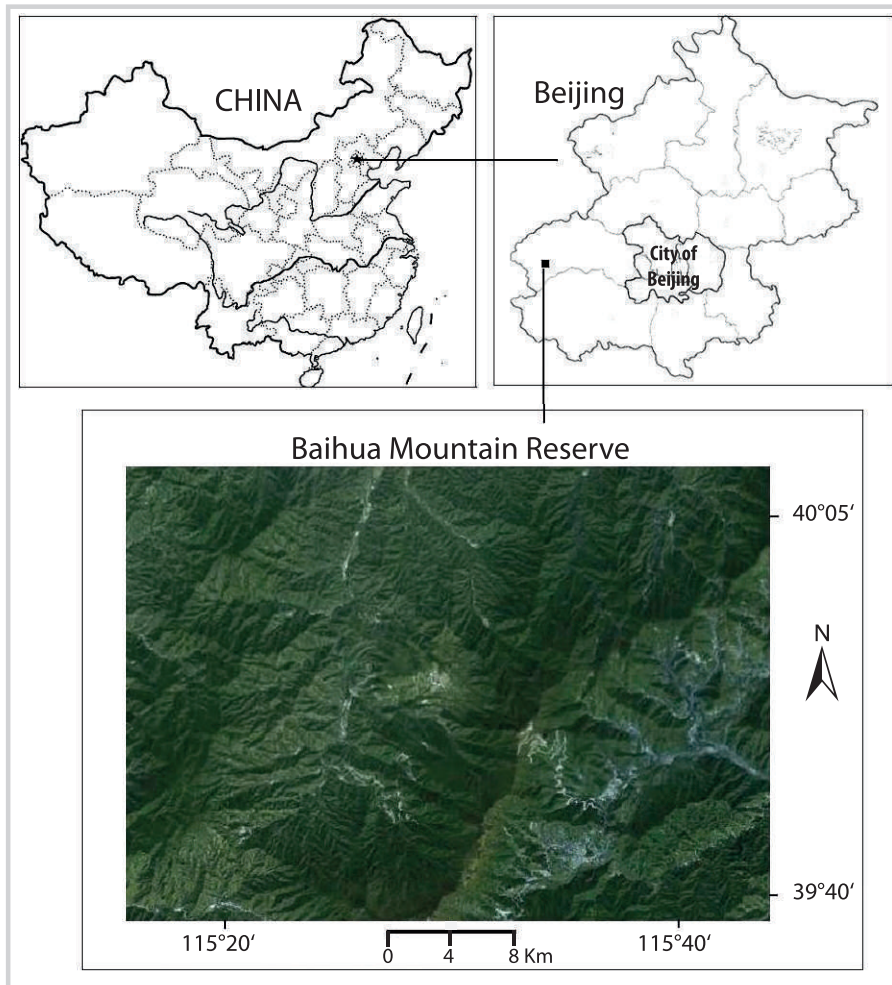 CHINA
Beijing
City of
Beijing
Baihua Mountain Reserve
40°05‘
N
39°40‘
115°20‘
115°40‘
0 4 8 Km